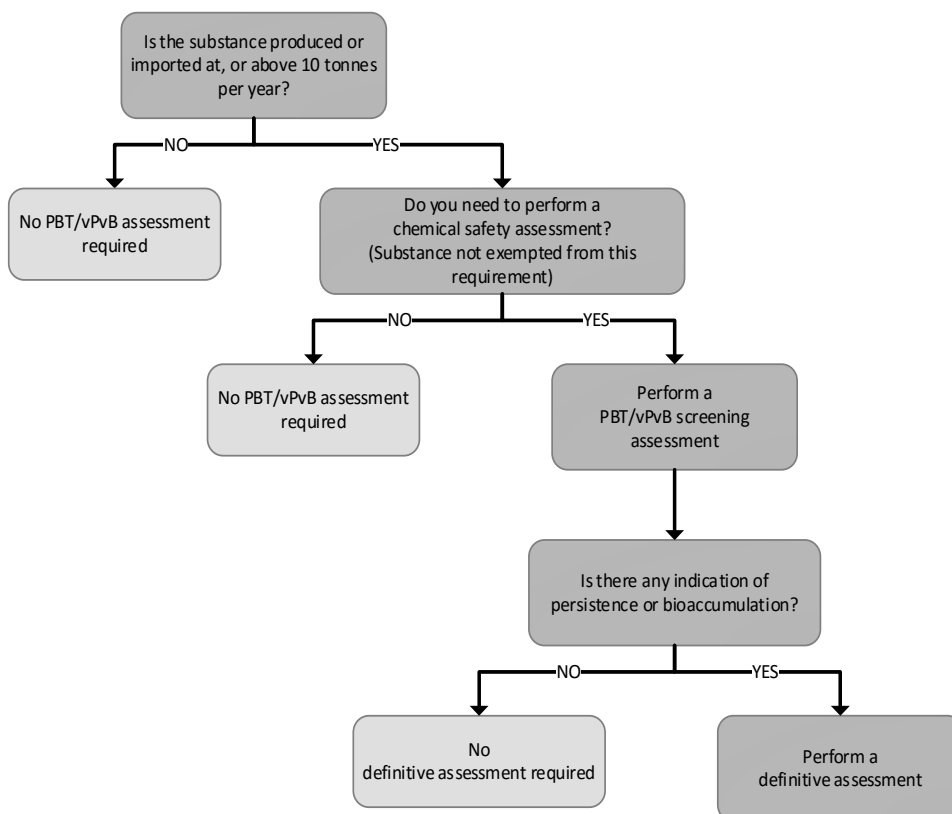 Is the substance produced or
imported at, or above 10 tonnes
per year?
NO
YES
No PBT/vPvB assessment
required
Do you need to perform a
chemical safety assessment?
(Substance not exempted from this
requirement)
NO
YES
No PBT/vPvB assessment
required
Perform a
PBT/vPvB screening
assessment
Is there any indication of
persistence or bioaccumulation?
NO
YES
No
definitive assessment required
Perform a
definitive assessment